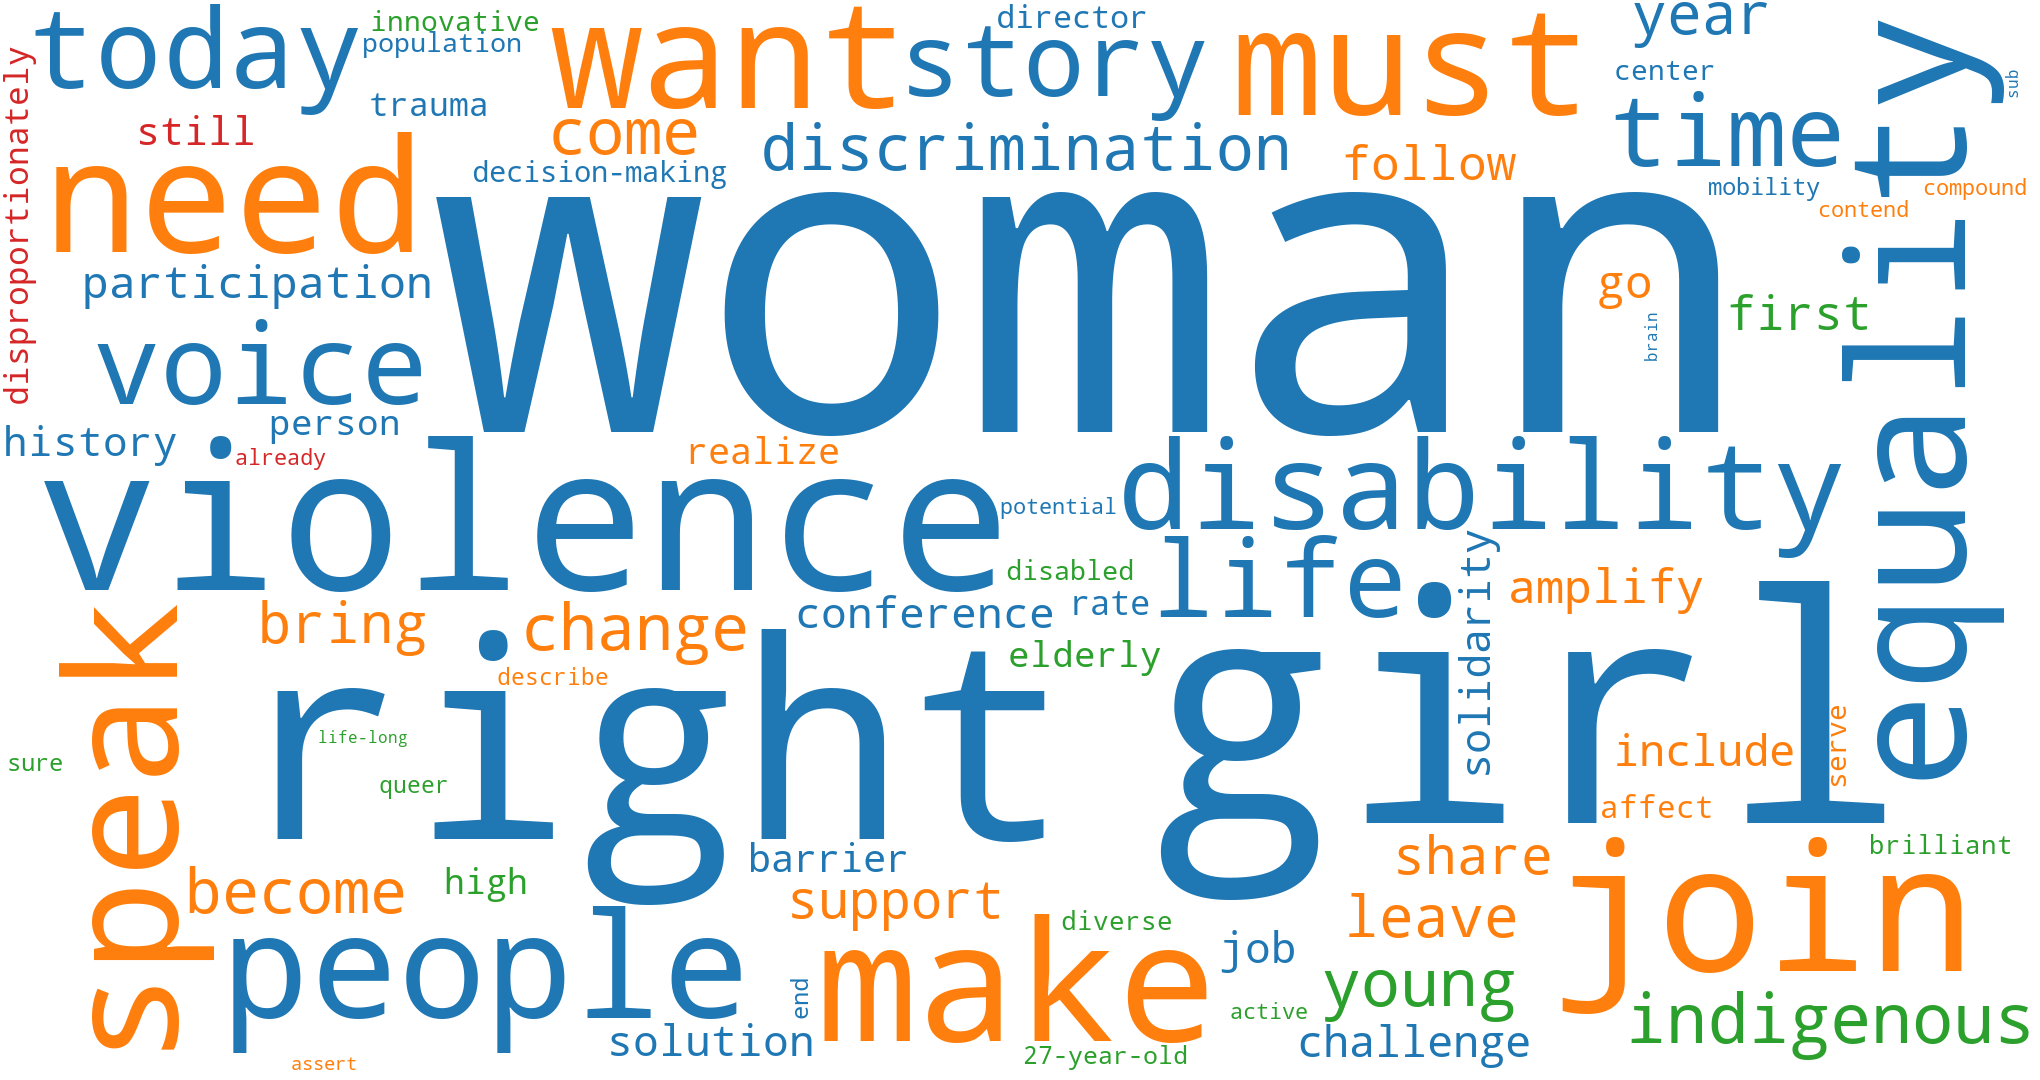 today
innovative
population
want
director
story
must
year
center
time
equality
sub
disproportionately
trauma
still
come
discrimination
follow
need
decision-making
mobility
compound
contend
woman
participation
go
first
brain
voice
person
history
already
realize
violence
potential
disability
disabled
life
solidarity
amplify
speak
bring
change
conference
rate
elderly
right
describe
girl
life-long
sure
queer
include
serve
affect
barrier
share
join
brilliant
become
high
support
leave
people
make
diverse
job
young
indigenous
end
active
solution
27-year-old
challenge
assert